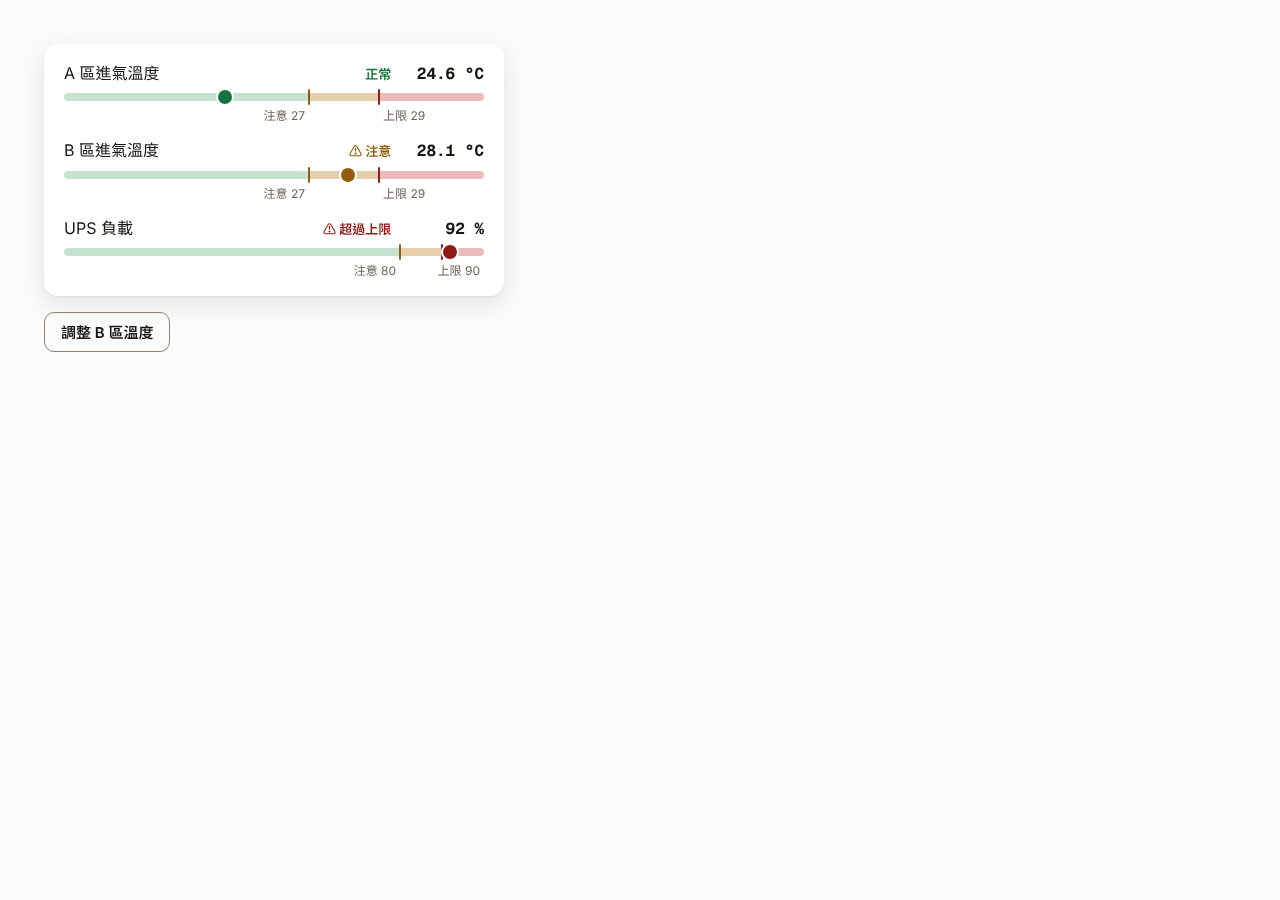 A 區進氣溫度 正常 24.6 °C
注意 27 上限 29
B 區進氣溫度 注意 28.1 °C
注意 27 上限 29
UPS 負載 超過上限 92 %
注意 80 上限 90
調整 B 區溫度